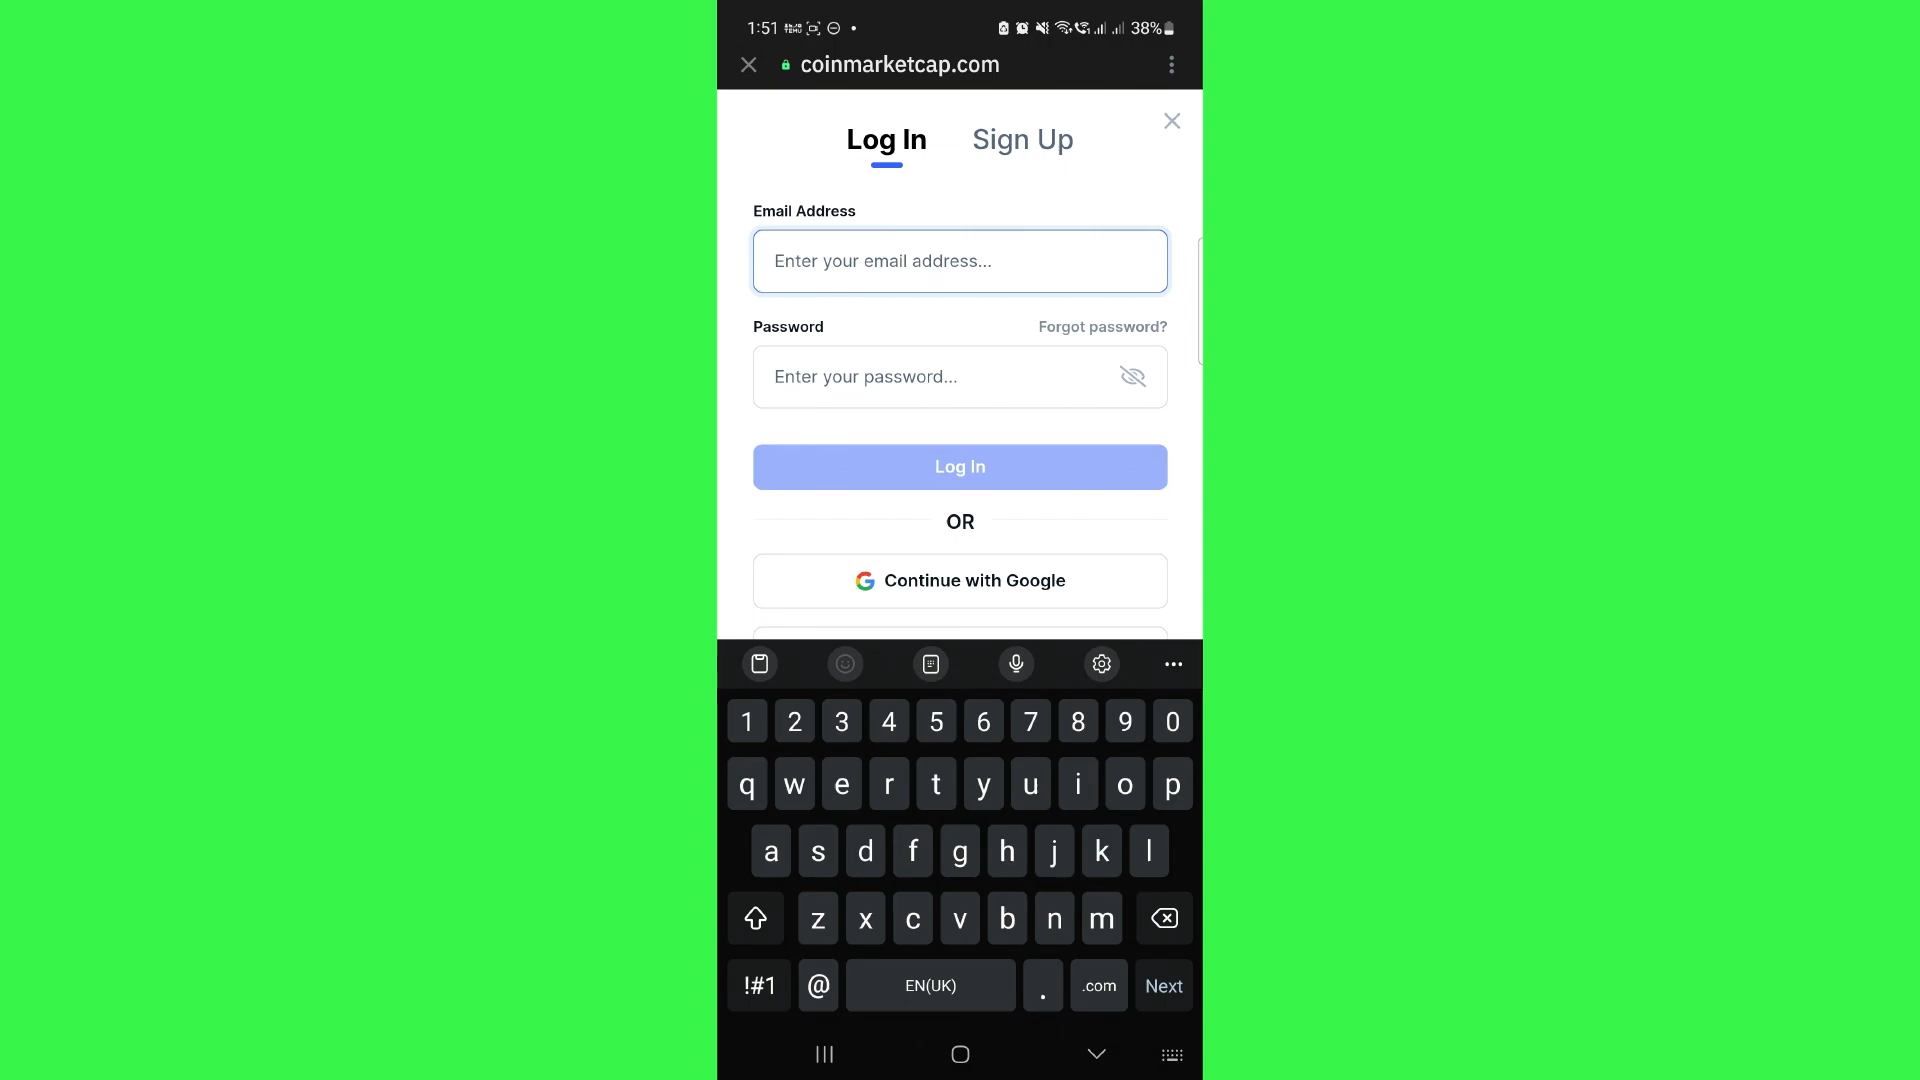 1:51 38%
coinmarketcap.com
Log In Sign Up
Email Address
Enter your email address...
Password Forgot password?
Enter your password...
Log In
OR
Continue with Google
1 2 3 4 5 6 7 8 9 0
q w e r t y u i o p
a s d f g h j k l
z x c v b n m
!#1 @ EN(UK) . .com Next